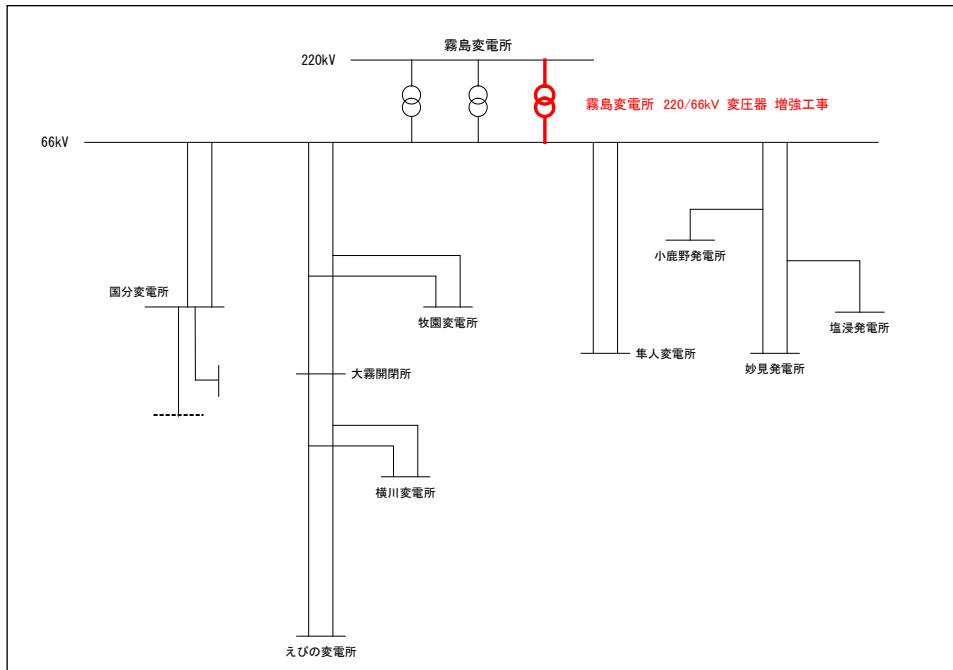 霧島変電所
220kV
霧島変電所 220/66kV 変圧器 増強工事
66kV
小鹿野発電所
国分変電所
牧園変電所
塩浸発電所
隼人変電所
妙見発電所
大霧開閉所
横川変電所
えびの変電所